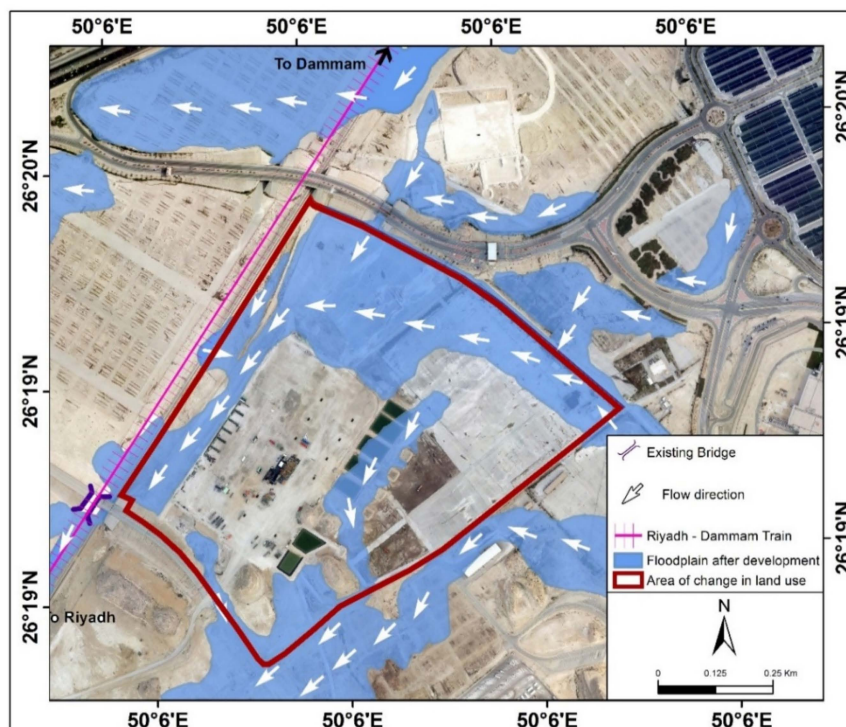 50°6'E 50°6'E 50°6'E 50°6'E
To Dammam
26°20'N
26°20'N
26°19'N
26°19'N
26°19'N
26°19'N
o Riyadh
Existing Bridge
Flow direction
Riyadh - Dammam Train
Floodplain after development
Area of change in land use
N
0 0.125 0.25 Km
50°6'E 50°6'E 50°6'E 50°6'E